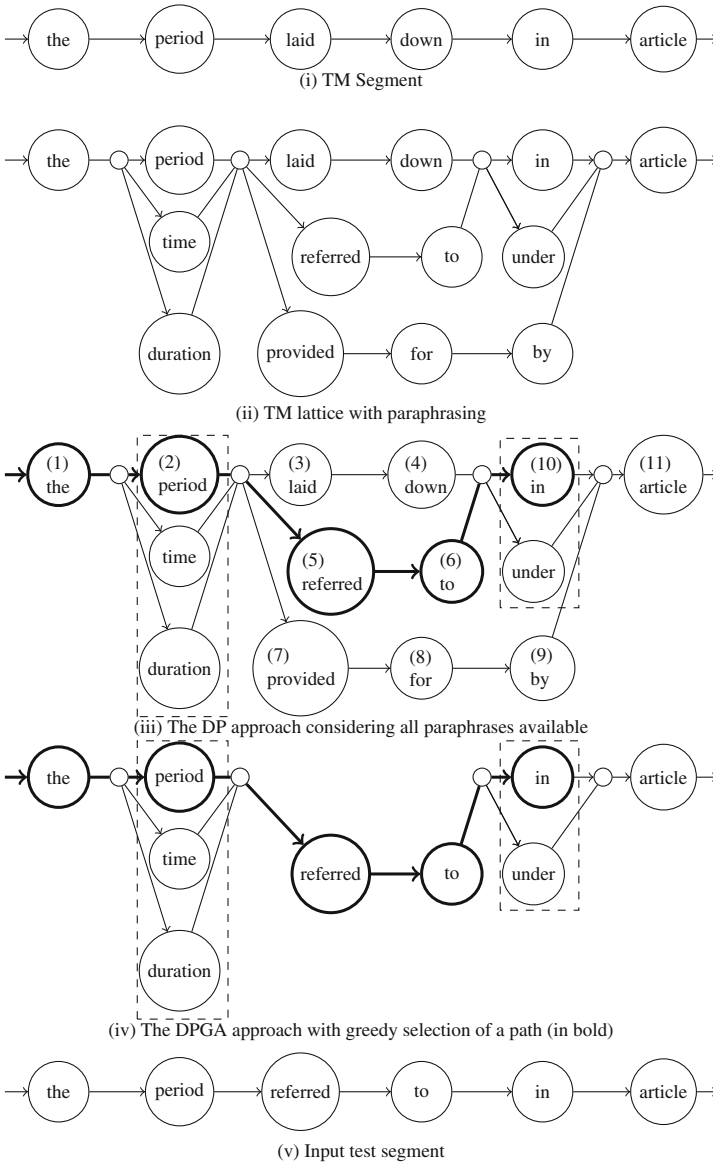 the period laid down in article
(i) TM Segment
the period laid down in article
time referred to under
duration provided for by
(ii) TM lattice with paraphrasing
(1) the (2) period (3) laid (4) down (10) in (11) article
time (5) referred (6) to under
duration (7) provided (8) for (9) by
(iii) The DP approach considering all paraphrases available
the period in article
time referred to under
duration
(iv) The DPGA approach with greedy selection of a path (in bold)
the period referred to in article
(v) Input test segment